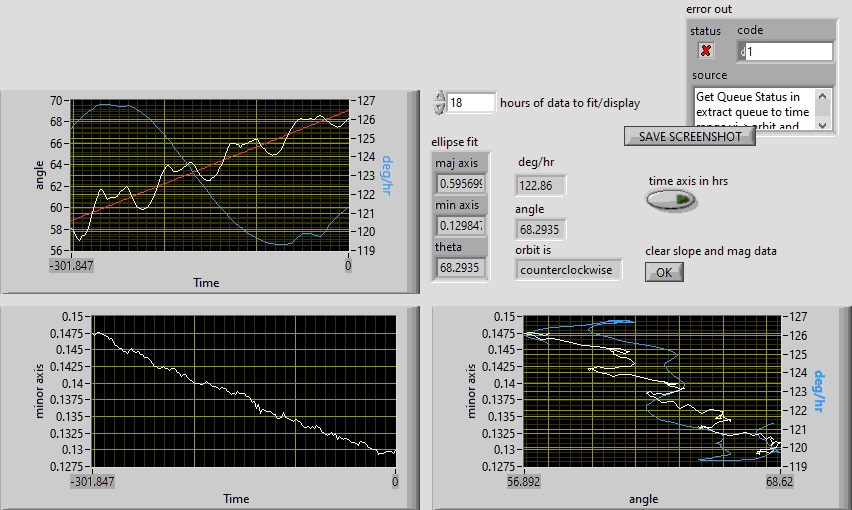 error out
status
code
d1
source
Get Queue Status in
extract queue to time
SAVE SCREENSHOT
18
hours of data to fit/display
ellipse fit
maj axis
0.595699
min axis
0.12984
theta
68.2935
deg/hr
122.86
angle
68.2935
orbit is
counterclockwise
time axis in hrs
clear slope and mag data
OK
70
68
66
64
62
60
58
56
angle
127
126
125
124
123
122
121
120
119
deg/hr
-301.847
0
Time
0.15
0.1475
0.145
0.1425
0.14
0.1375
0.135
0.1325
0.13
0.1275
minor axis
-301.847
0
Time
0.15
0.1475
0.145
0.1425
0.14
0.1375
0.135
0.1325
0.13
0.1275
minor axis
127
126
125
124
123
122
121
120
119
deg/hr
56.892
68.62
angle